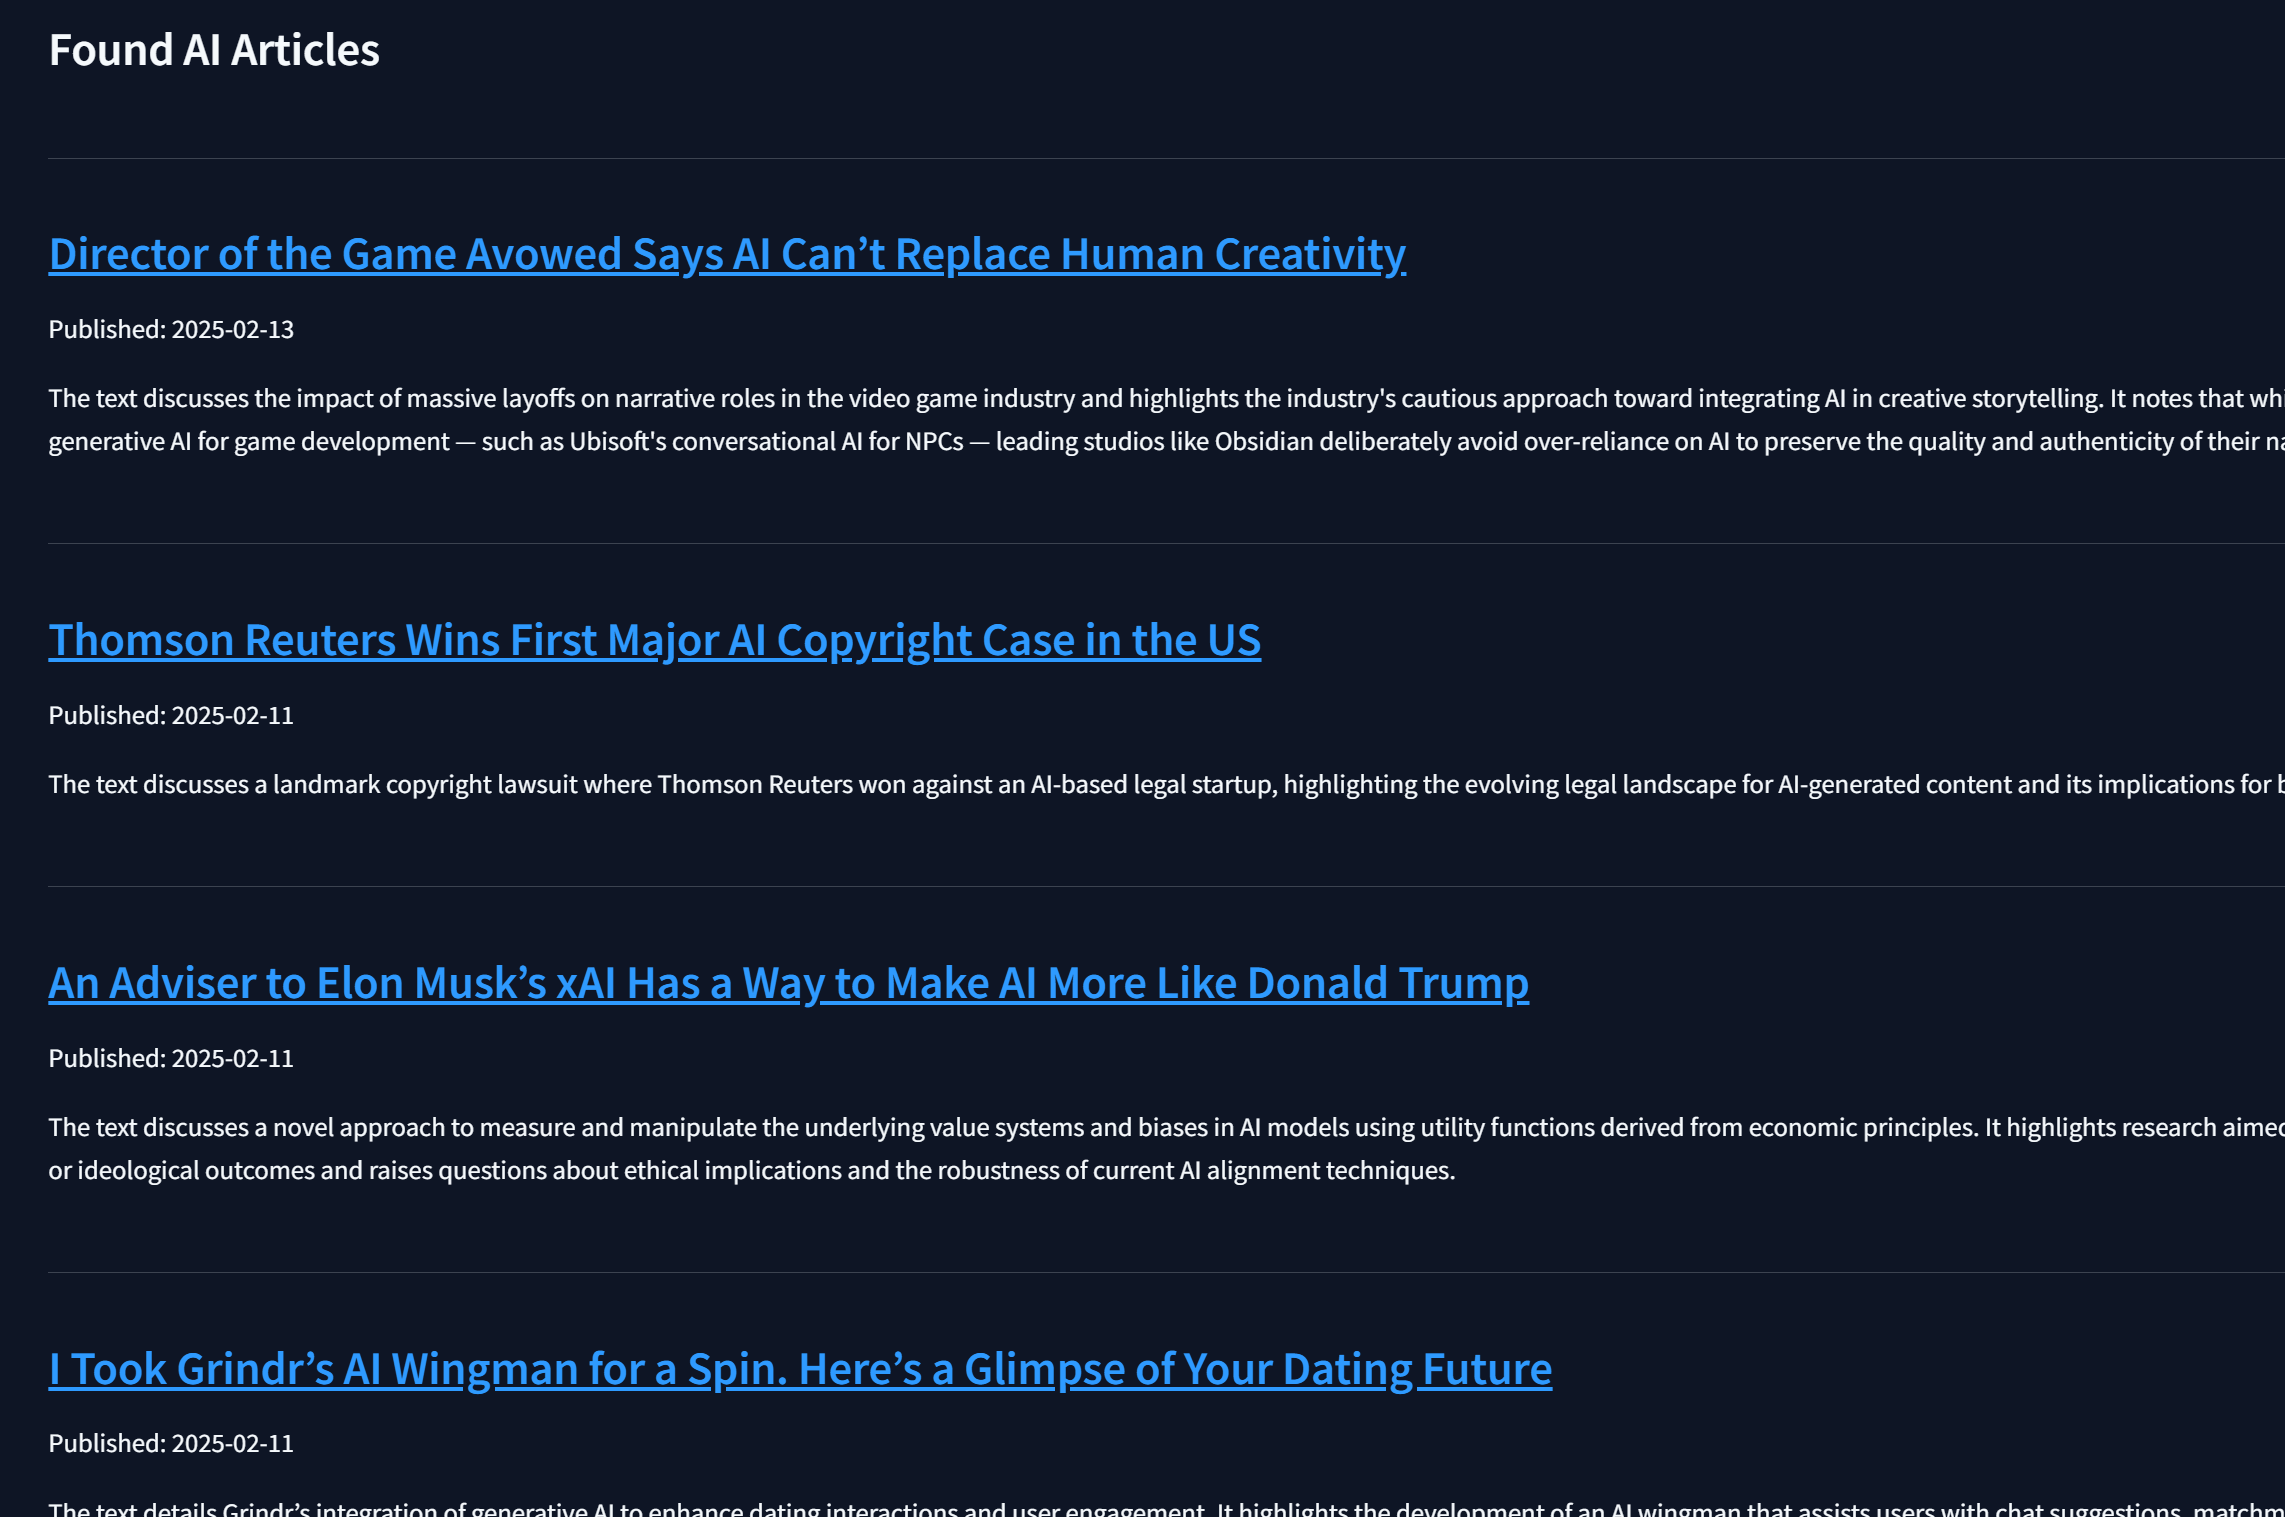 Found AI Articles
Director of the Game Avowed Says AI Can’t Replace Human Creativity
Published: 2025-02-13
The text discusses the impact of massive layoffs on narrative roles in the video game industry and highlights the industry's cautious approach toward integrating AI in creative storytelling. It notes that
generative AI for game development — such as Ubisoft's conversational AI for NPCs — leading studios like Obsidian deliberately avoid over-reliance on AI to preserve the quality and authenticity of their
Thomson Reuters Wins First Major AI Copyright Case in the US
Published: 2025-02-11
The text discusses a landmark copyright lawsuit where Thomson Reuters won against an AI-based legal startup, highlighting the evolving legal landscape for AI-generated content and its implications for
An Adviser to Elon Musk’s xAI Has a Way to Make AI More Like Donald Trump
Published: 2025-02-11
The text discusses a novel approach to measure and manipulate the underlying value systems and biases in AI models using utility functions derived from economic principles. It highlights research aimed
or ideological outcomes and raises questions about ethical implications and the robustness of current AI alignment techniques.
I Took Grindr’s AI Wingman for a Spin. Here’s a Glimpse of Your Dating Future
Published: 2025-02-11
The text details Grindr’s integration of generative AI to enhance dating interactions and user engagement. It highlights the development of an AI wingman that assists users with chat suggestions,